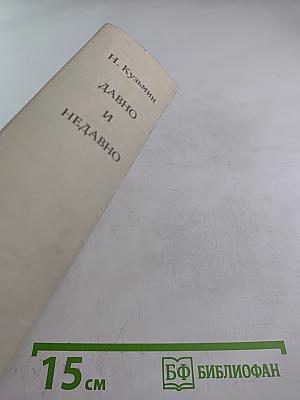 Н. Кузьмин
ДАВНО
И
НЕДАВНО
15 см
БФ БИБЛИОФАН